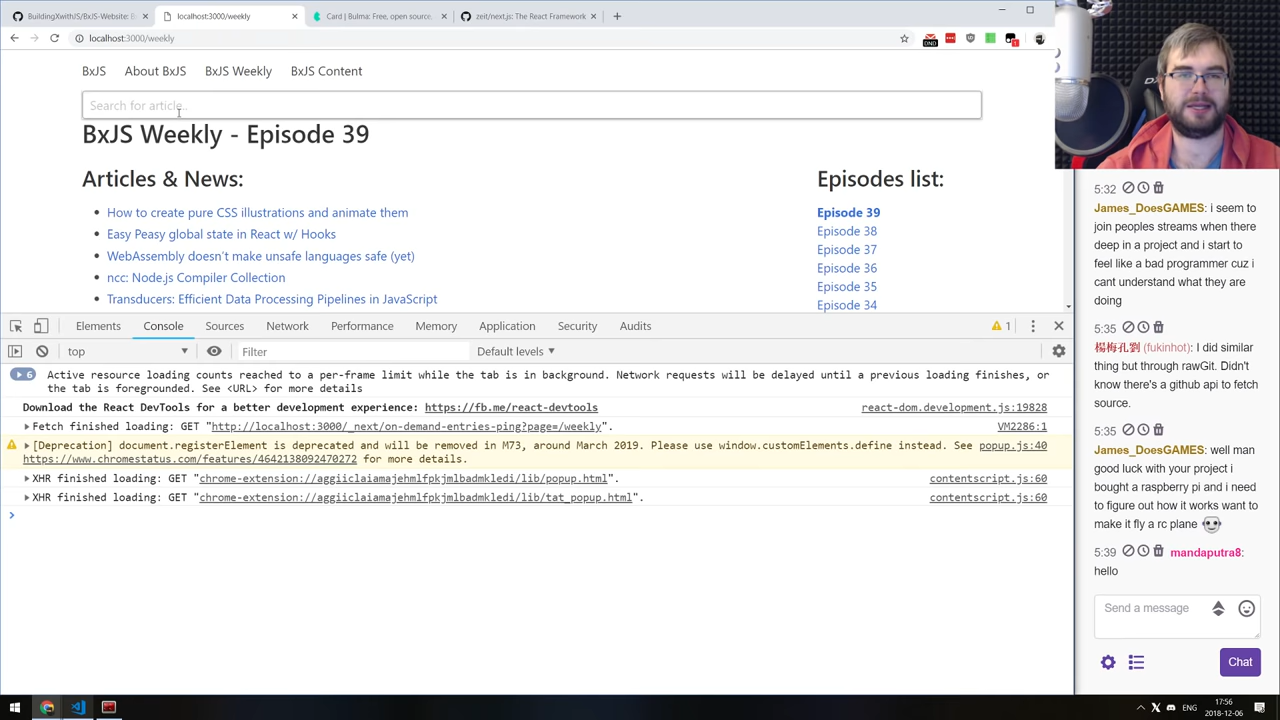 BuildingXwithJS/BxJS-Website: B
localhost:3000/weekly
Card | Bulma: Free, open source,
zeit/next.js: The React Framework
localhost:3000/weekly
BxJS
About BxJS
BxJS Weekly
BxJS Content
Search for article..
BxJS Weekly - Episode 39
Articles & News:
How to create pure CSS illustrations and animate them
Easy Peasy global state in React w/ Hooks
WebAssembly doesn't make unsafe languages safe (yet)
ncc: Node.js Compiler Collection
Transducers: Efficient Data Processing Pipelines in JavaScript
Episodes list:
Episode 39
Episode 38
Episode 37
Episode 36
Episode 35
Episode 34
Elements
Console
Sources
Network
Performance
Memory
Application
Security
Audits
1
top
Filter
Default levels
6
Active resource loading counts reached to a per-frame limit while the tab is in background. Network requests will be delayed until a previous loading finishes, or
the tab is foregrounded. See <URL> for more details
Download the React DevTools for a better development experience: https://fb.me/react-devtools
react-dom.development.js:19828
Fetch finished loading: GET "http://localhost:3000/_next/on-demand-entries-ping?page=/weekly".
VM2286:1
[Deprecation] document.registerElement is deprecated and will be removed in M73, around March 2019. Please use window.customElements.define instead. See
popup.js:40
https://www.chromestatus.com/features/4642138092470272 for more details.
XHR finished loading: GET "chrome-extension://aggiiclaiamajehmlfpkjmlbadmkledi/lib/popup.html".
contentscript.js:60
XHR finished loading: GET "chrome-extension://aggiiclaiamajehmlfpkjmlbadmkledi/lib/tat_popup.html".
contentscript.js:60
5:32
James_DoesGAMES: i seem to
join peoples streams when there
deep in a project and i start to
feel like a bad programmer cuz i
cant understand what they are
doing
5:35
楊梅孔劉 (fukinhot): I did similar
thing but through rawGit. Didn't
know there's a github api to fetch
source.
5:35
James_DoesGAMES: well man
good luck with your project i
bought a raspberry pi and i need
to figure out how it works want to
make it fly a rc plane
5:39 mandaputra8:
hello
Send a message
Chat
ENG
17:56
2018-12-06